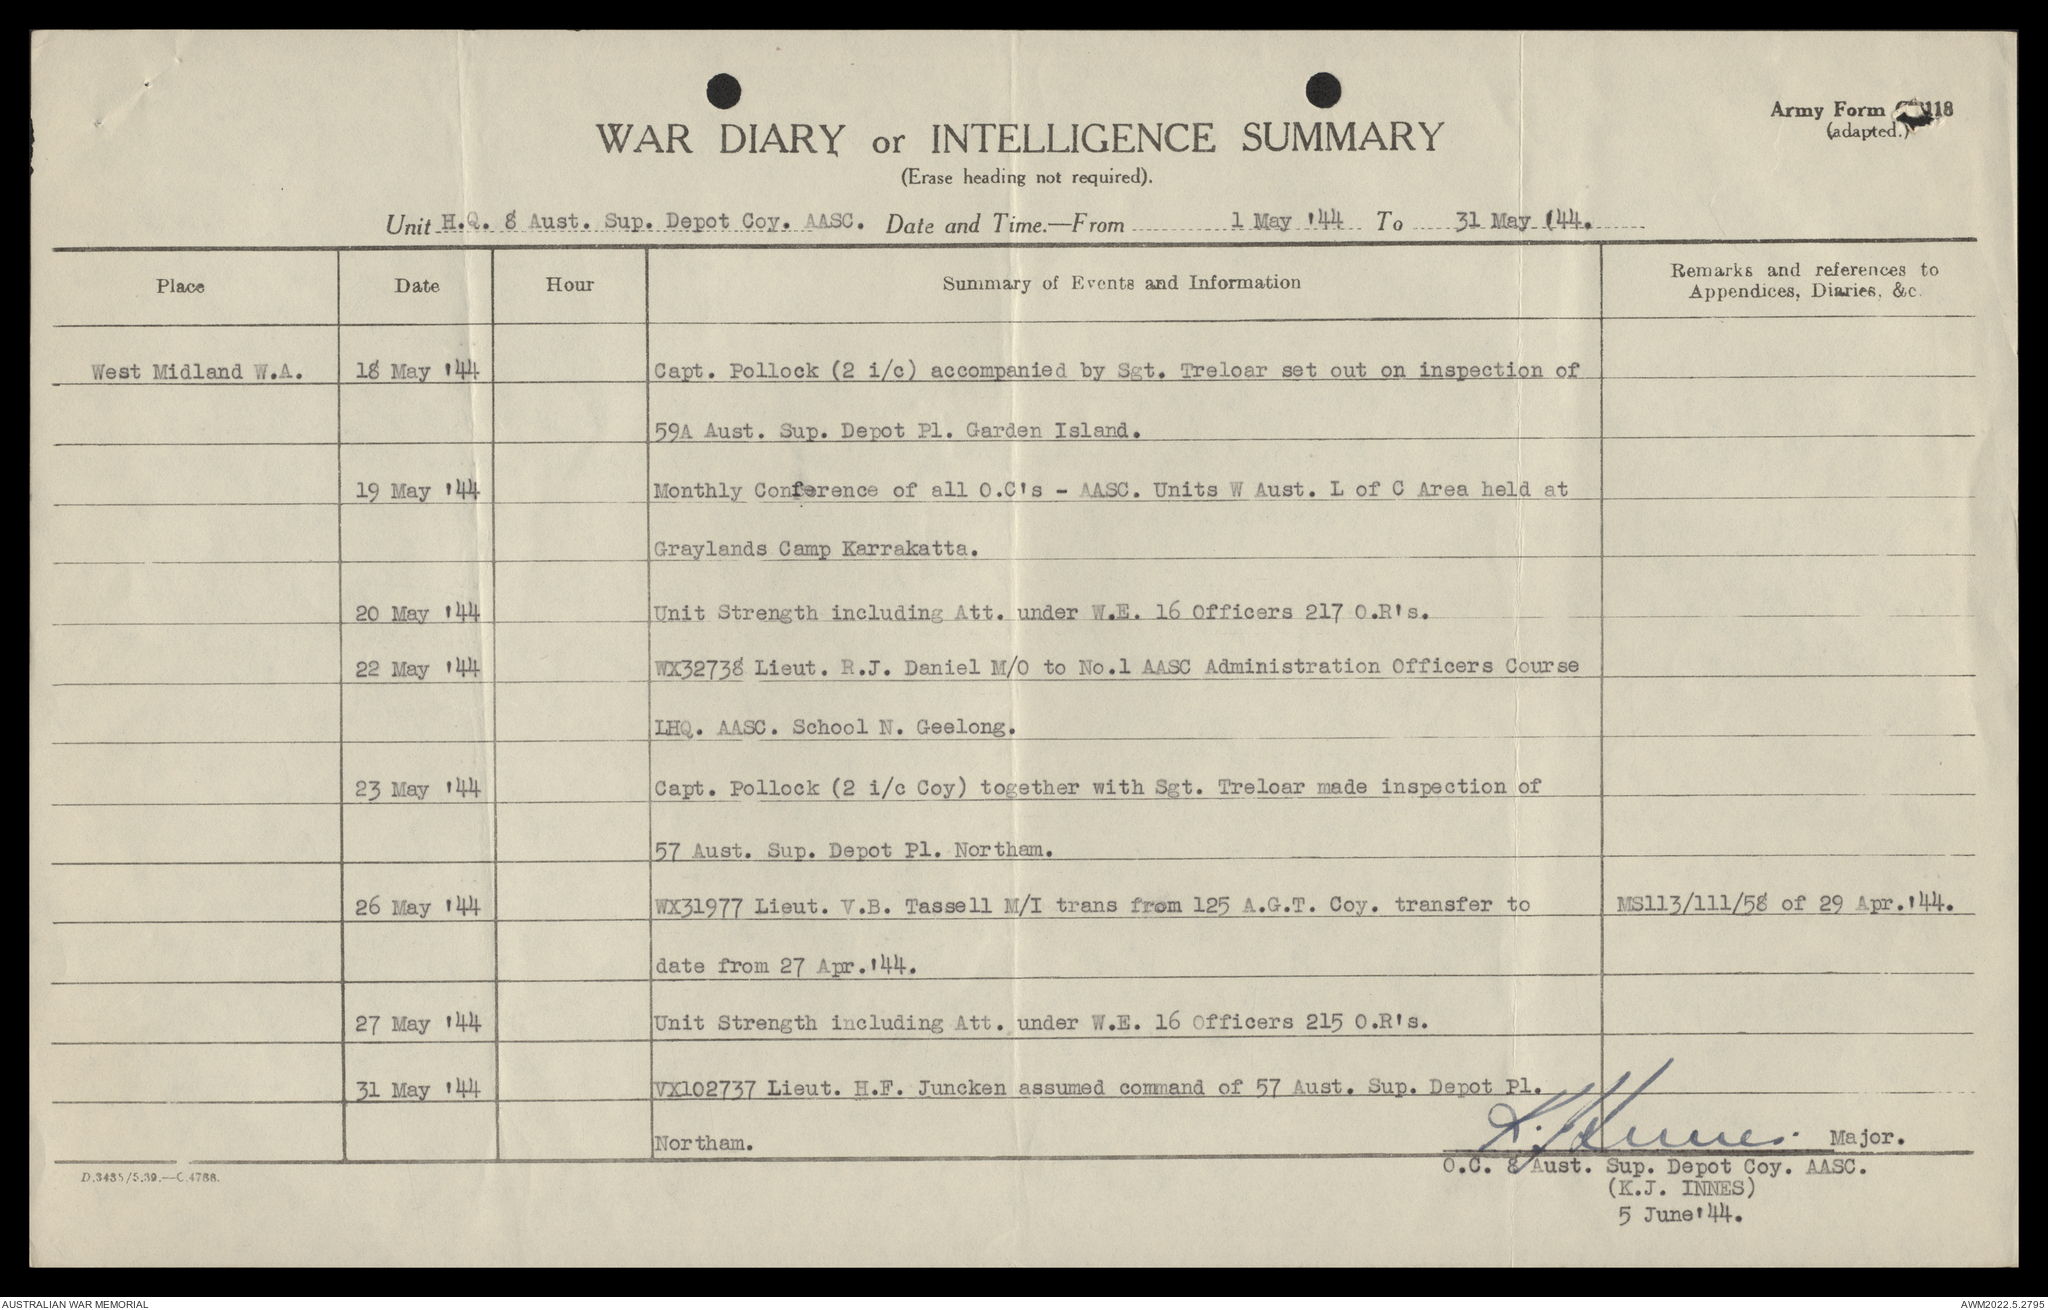 Army Form C 2118
(adapted.)
WAR DIARY or INTELLIGENCE SUMMARY
(Erase heading not required).
Unit H.Q. 8 Aust. Sup. Depot Coy. AASC. Date and Time.—From 1 May '44 To 31 May '44.
Place Date Hour Summary of Events and Information Remarks and references to
Appendices, Diaries, &c.
West Midland W.A. 18 May '44 Capt. Pollock (2 i/c) accompanied by Sgt. Treloar set out on inspection of
59A Aust. Sup. Depot Pl. Garden Island.
19 May '44 Monthly Conference of all O.C's - AASC. Units W Aust. L of C Area held at
Graylands Camp Karrakatta.
20 May '44 Unit Strength including Att. under W.E. 16 Officers 217 O.R's.
22 May '44 WX32738 Lieut. R.J. Daniel M/O to No.1 AASC Administration Officers Course
LHQ. AASC. School N. Geelong.
23 May '44 Capt. Pollock (2 i/c Coy) together with Sgt. Treloar made inspection of
57 Aust. Sup. Depot Pl. Northam.
26 May '44 WX31977 Lieut. V.B. Tassell M/I trans from 125 A.G.T. Coy. transfer to MS113/111/58 of 29 Apr.'44.
date from 27 Apr.'44.
27 May '44 Unit Strength including Att. under W.E. 16 Officers 215 O.R's.
31 May '44 VX102737 Lieut. H.F. Juncken assumed command of 57 Aust. Sup. Depot Pl.
Northam. K.J. Innes. Major.
O.C. 8 Aust. Sup. Depot Coy. AASC.
(K.J. INNES)
5 June'44.
D.3435/5.39.—C.4788.
AUSTRALIAN WAR MEMORIAL AWM2022.5.2795